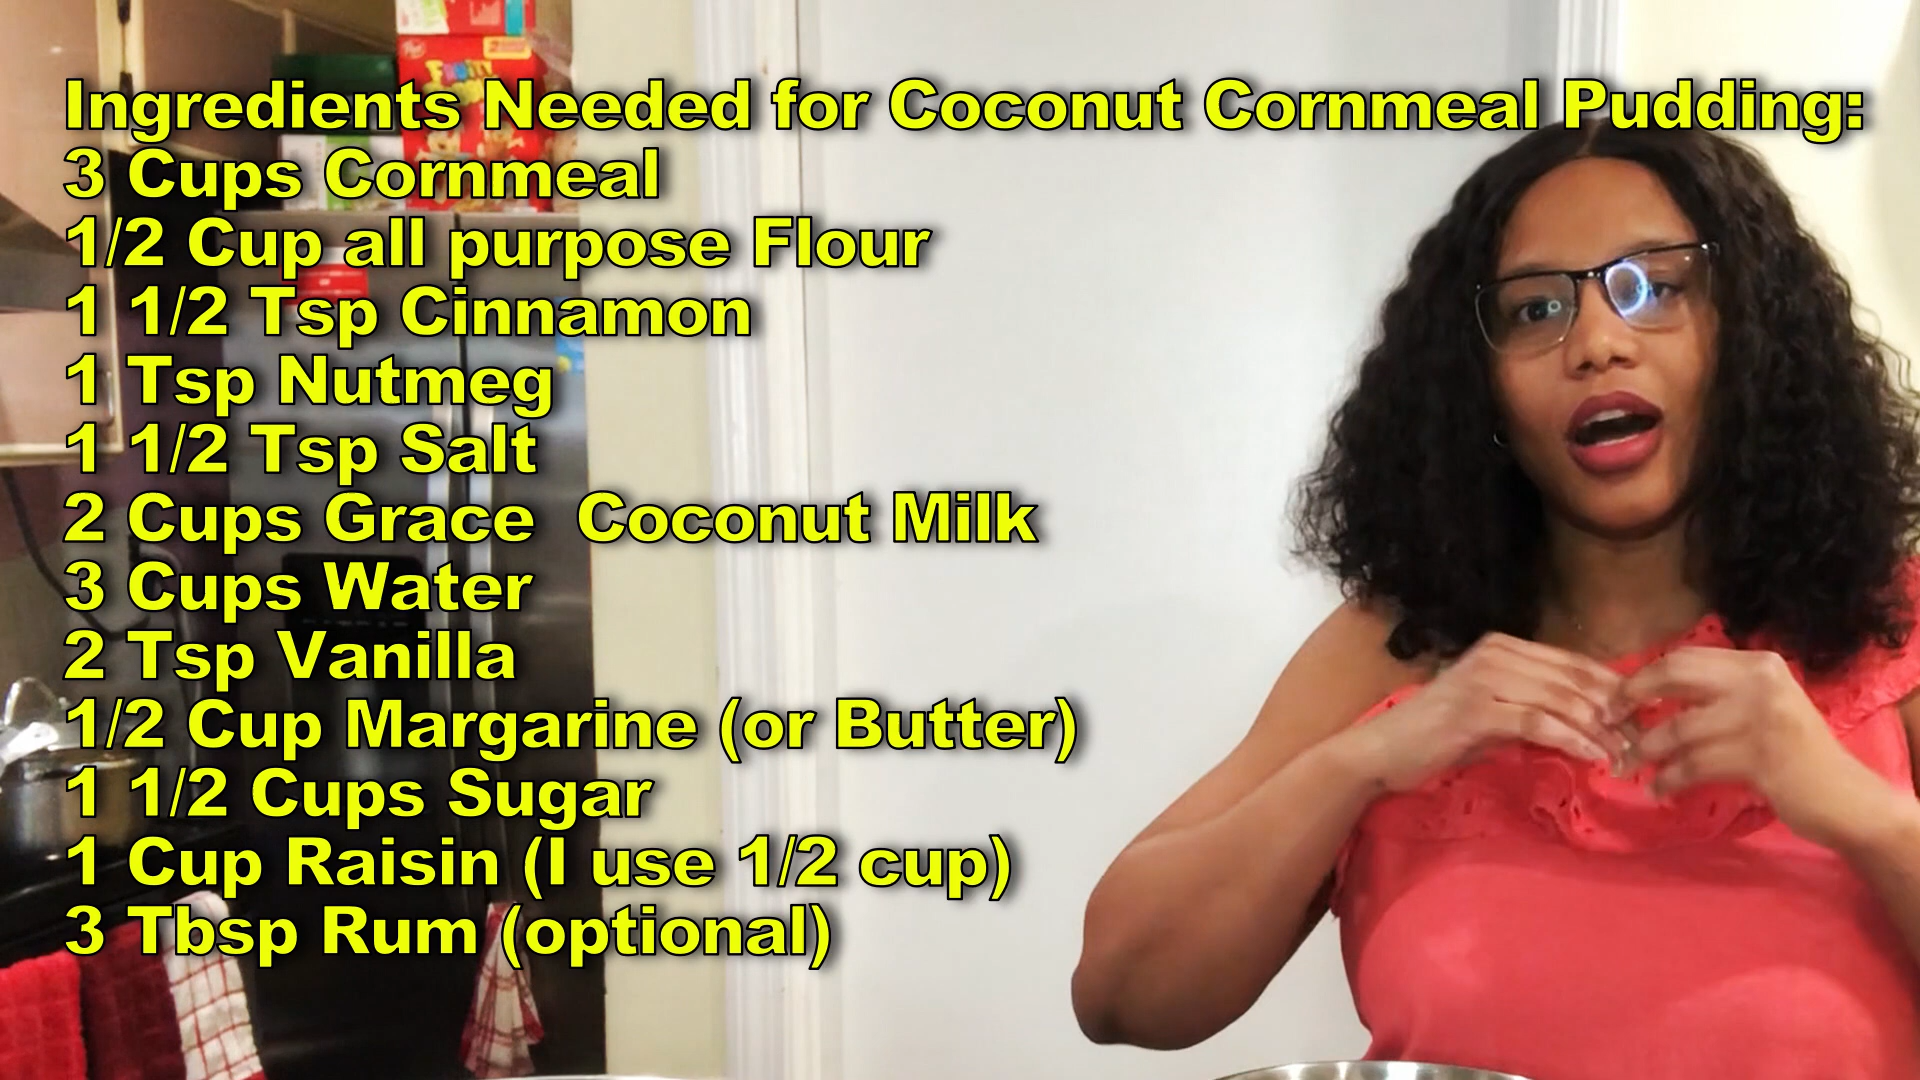 Ingredients Needed for Coconut Cornmeal Pudding:
3 Cups Cornmeal
1/2 Cup all purpose Flour
1 1/2 Tsp Cinnamon
1 Tsp Nutmeg
1 1/2 Tsp Salt
2 Cups Grace  Coconut Milk
3 Cups Water
2 Tsp Vanilla
1/2 Cup Margarine (or Butter)
1 1/2 Cups Sugar
1 Cup Raisin (I use 1/2 cup)
3 Tbsp Rum (optional)
Post